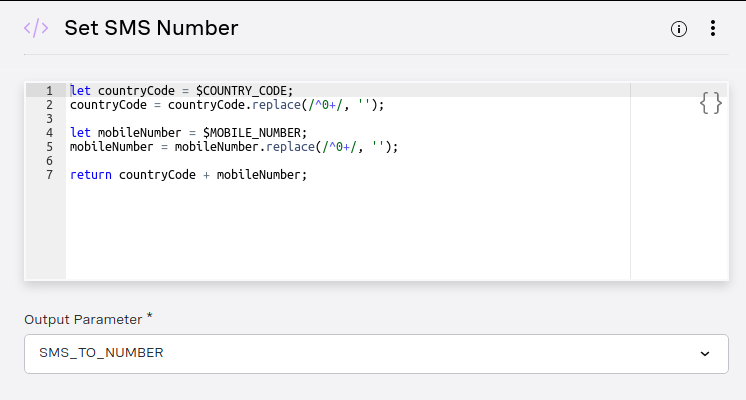 </> Set SMS Number
1 let countryCode = $COUNTRY_CODE;
2 countryCode = countryCode.replace(/^0+/, '');
3
4 let mobileNumber = $MOBILE_NUMBER;
5 mobileNumber = mobileNumber.replace(/^0+/, '');
6
7 return countryCode + mobileNumber;
{}
Output Parameter *
SMS_TO_NUMBER